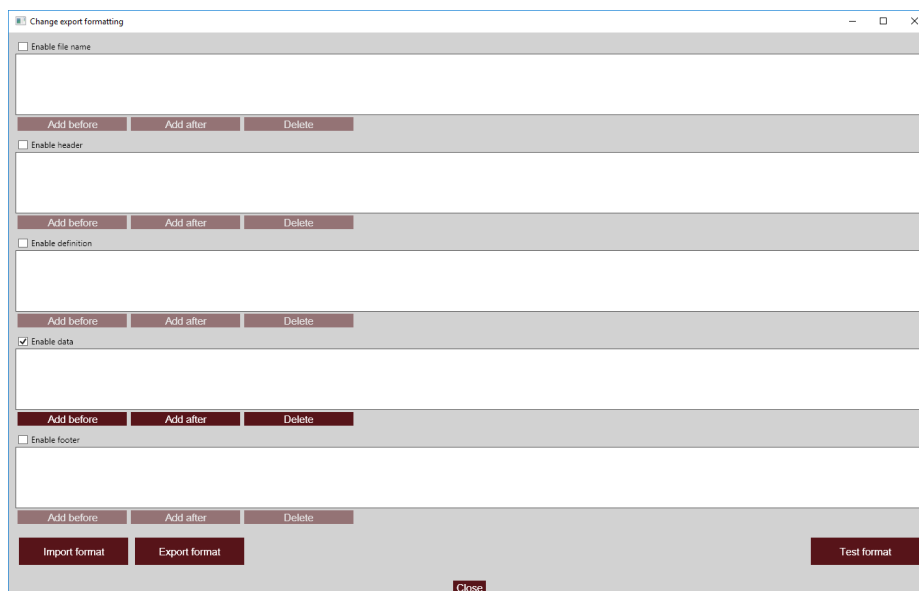 Change export formatting
Enable file name
Add before Add after Delete
Enable header
Add before Add after Delete
Enable definition
Add before Add after Delete
Enable data
Add before Add after Delete
Enable footer
Add before Add after Delete
Import format Export format Test format
Close